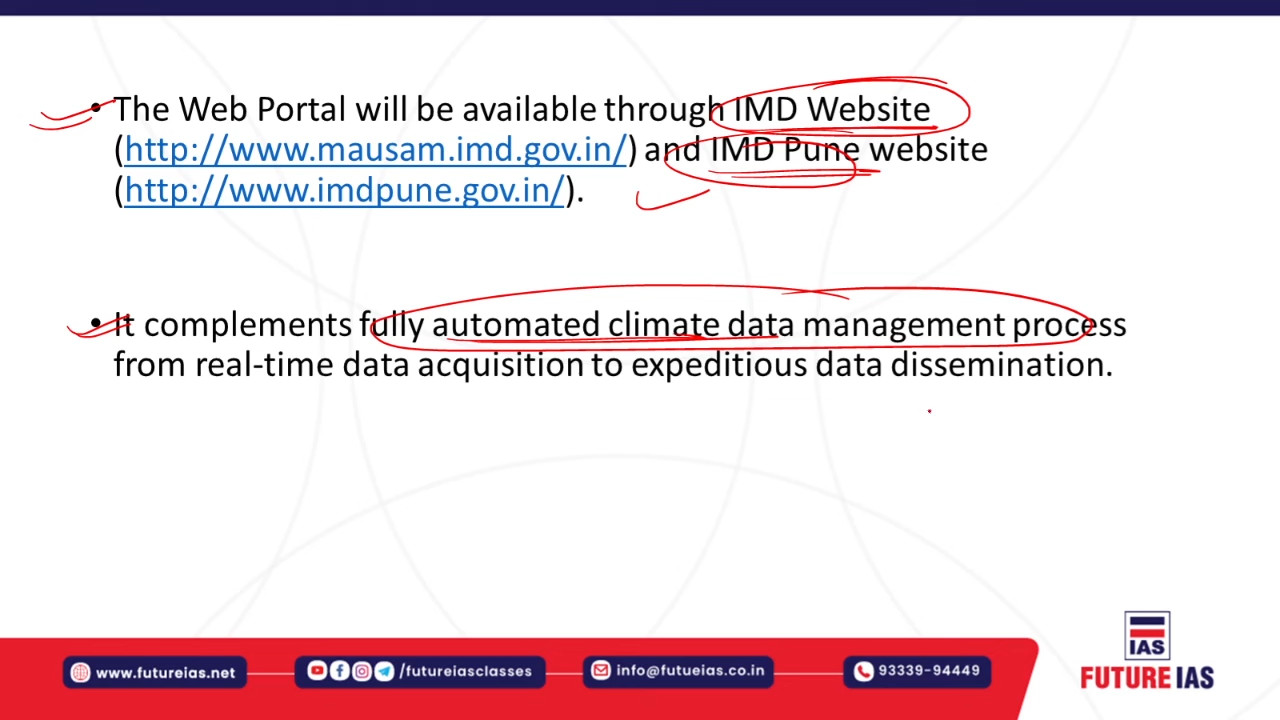 • The Web Portal will be available through IMD Website
(http://www.mausam.imd.gov.in/) and IMD Pune website
(http://www.imdpune.gov.in/).
• It complements fully automated climate data management process
from real-time data acquisition to expeditious data dissemination.
www.futureias.net
/futureiasclasses
info@futueias.co.in
93339-94449
IAS
FUTURE IAS